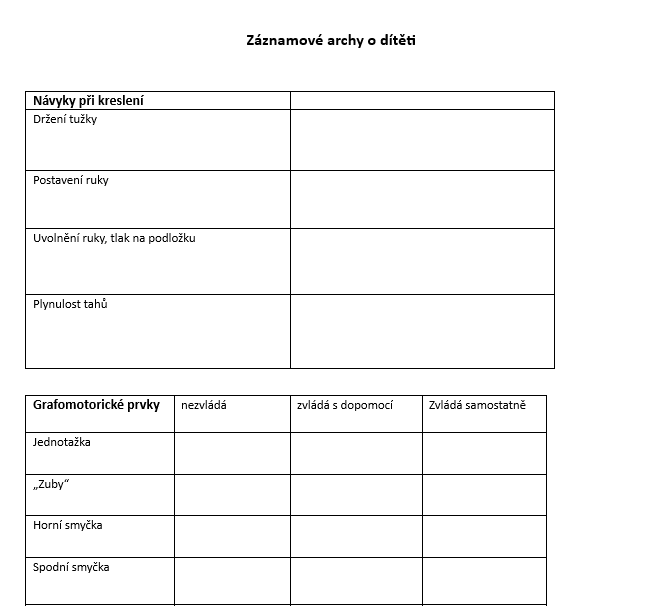 Záznamové archy o dítěti
Návyky při kreslení
Držení tužky
Postavení ruky
Uvolnění ruky, tlak na podložku
Plynulost tahů
Grafomotorické prvky nezvládá zvládá s dopomocí Zvládá samostatně
Jednotažka
„Zuby“
Horní smyčka
Spodní smyčka